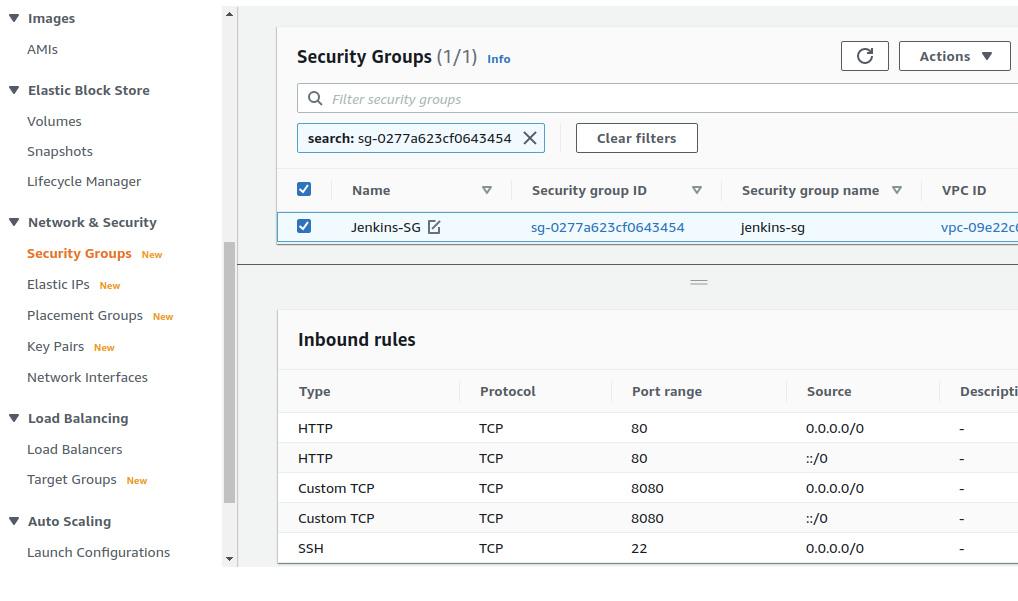 Images
AMIs
Elastic Block Store
Volumes
Snapshots
Lifecycle Manager
Network & Security
Security Groups New
Elastic IPs New
Placement Groups New
Key Pairs New
Network Interfaces
Load Balancing
Load Balancers
Target Groups New
Auto Scaling
Launch Configurations
Security Groups (1/1) Info
Actions
Filter security groups
search: sg-0277a623cf0643454
Clear filters
Name Security group ID Security group name VPC ID
Jenkins-SG sg-0277a623cf0643454 jenkins-sg vpc-09e22c6
Inbound rules
Type Protocol Port range Source Descripti
HTTP TCP 80 0.0.0.0/0 -
HTTP TCP 80 ::/0 -
Custom TCP TCP 8080 0.0.0.0/0 -
Custom TCP TCP 8080 ::/0 -
SSH TCP 22 0.0.0.0/0 -